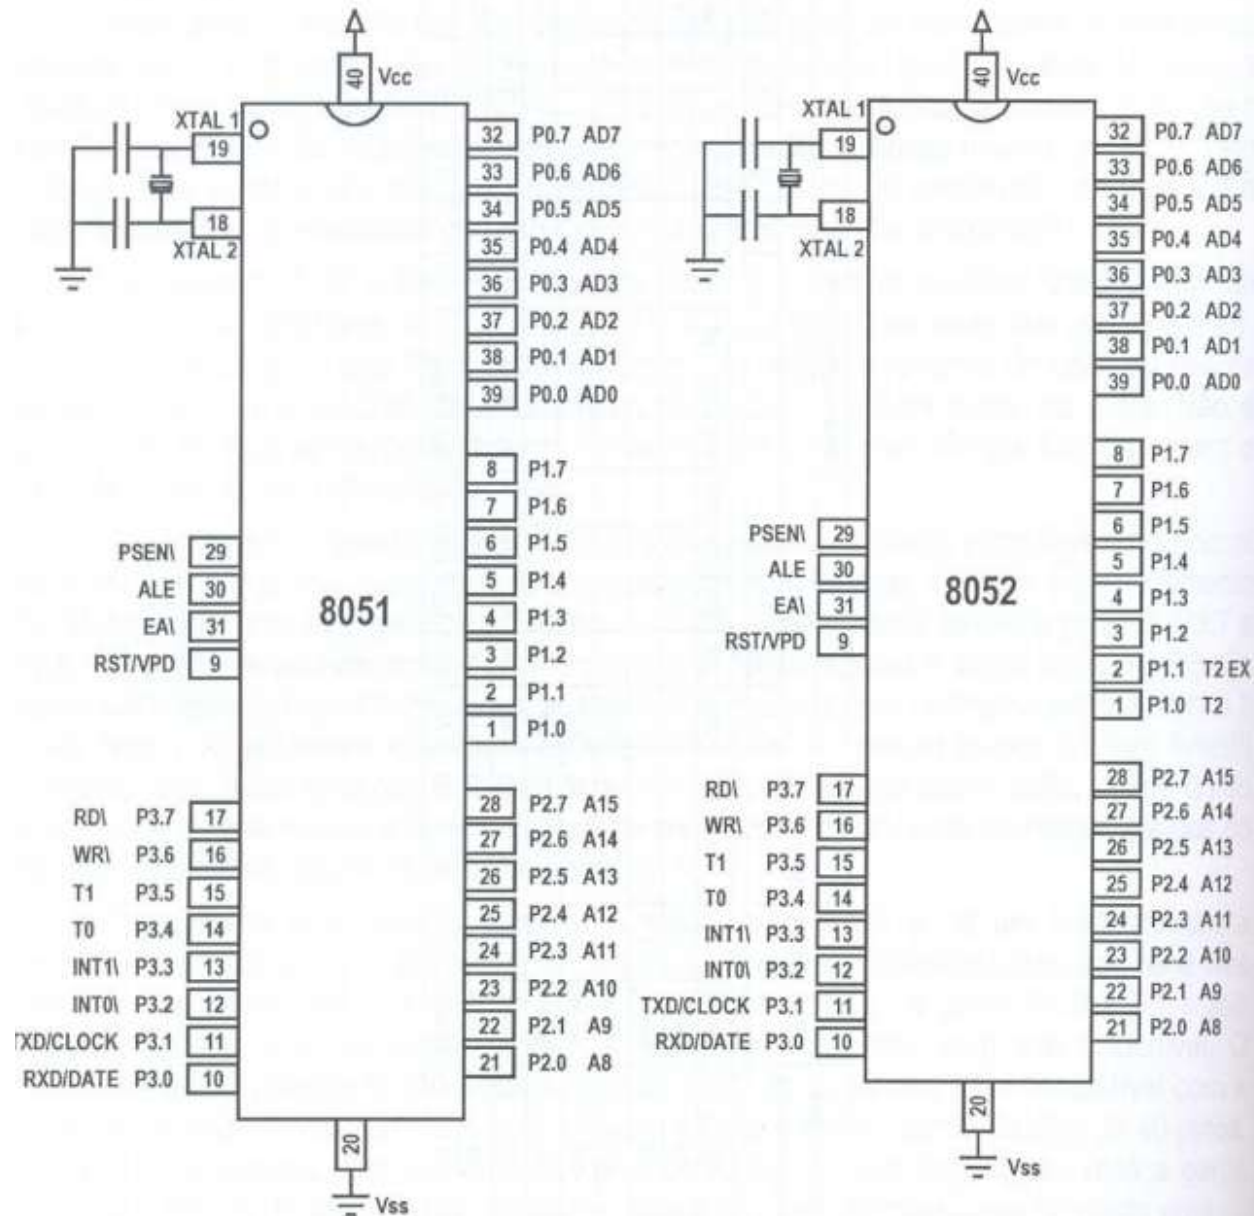 40 Vcc
XTAL 1
19
18
XTAL 2
32 P0.7 AD7
33 P0.6 AD6
34 P0.5 AD5
35 P0.4 AD4
36 P0.3 AD3
37 P0.2 AD2
38 P0.1 AD1
39 P0.0 AD0
8 P1.7
7 P1.6
6 P1.5
5 P1.4
4 P1.3
3 P1.2
2 P1.1
1 P1.0
PSEN\ 29
ALE 30
EA\ 31
RST/VPD 9
8051
RD\ P3.7 17
WR\ P3.6 16
T1 P3.5 15
T0 P3.4 14
INT1\ P3.3 13
INT0\ P3.2 12
TXD/CLOCK P3.1 11
RXD/DATE P3.0 10
28 P2.7 A15
27 P2.6 A14
26 P2.5 A13
25 P2.4 A12
24 P2.3 A11
23 P2.2 A10
22 P2.1 A9
21 P2.0 A8
20
Vss
40 Vcc
XTAL 1
19
18
XTAL 2
32 P0.7 AD7
33 P0.6 AD6
34 P0.5 AD5
35 P0.4 AD4
36 P0.3 AD3
37 P0.2 AD2
38 P0.1 AD1
39 P0.0 AD0
8 P1.7
7 P1.6
6 P1.5
5 P1.4
4 P1.3
3 P1.2
2 P1.1 T2 EX
1 P1.0 T2
PSEN\ 29
ALE 30
EA\ 31
RST/VPD 9
8052
RD\ P3.7 17
WR\ P3.6 16
T1 P3.5 15
T0 P3.4 14
INT1\ P3.3 13
INT0\ P3.2 12
TXD/CLOCK P3.1 11
RXD/DATE P3.0 10
28 P2.7 A15
27 P2.6 A14
26 P2.5 A13
25 P2.4 A12
24 P2.3 A11
23 P2.2 A10
22 P2.1 A9
21 P2.0 A8
20
Vss